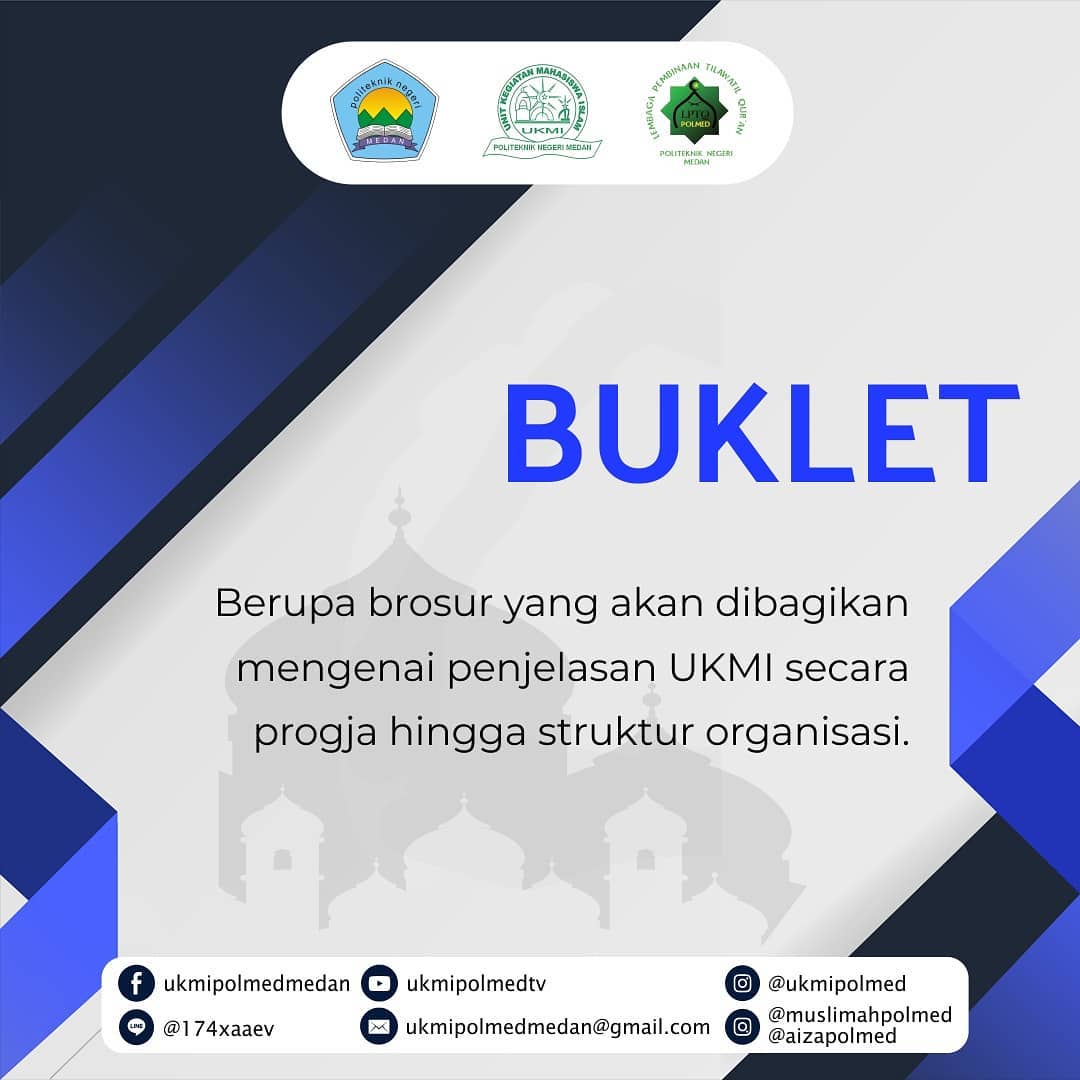 politeknik negeri
MEDAN
UNIT KEGIATAN MAHASISWA ISLAM
UKMI
POLITEKNIK NEGERI MEDAN
LEMBAGA PEMBINAAN TILAWATIL QUR'AN
LPTQ
POLMED
POLITEKNIK NEGERI
MEDAN
BUKLET
Berupa brosur yang akan dibagikan
mengenai penjelasan UKMI secara
progja hingga struktur organisasi.
ukmipolmedmedan
ukmipolmedtv
@ukmipolmed
LINE
@174xaaev
ukmipolmedmedan@gmail.com
@muslimahpolmed
@aizapolmed